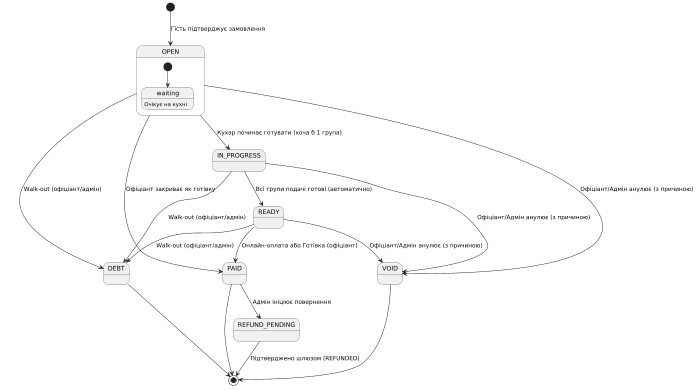 Гість підтверджує замовлення
OPEN
waiting
Очікує на кухні
Кухар починає готувати (хоча б 1 група)
IN_PROGRESS
Walk-out (офіціант/адмін)
Офіціант закриває як готівку
Всі групи подачі готові (автоматично)
Офіціант/Адмін анулює (з причиною)
READY
Walk-out (офіціант/адмін)
Офіціант/Адмін анулює (з причиною)
Walk-out (офіціант/адмін)
Онлайн-оплата або Готівка (офіціант)
Офіціант/Адмін анулює (з причиною)
DEBT
PAID
VOID
Адмін ініціює повернення
REFUND_PENDING
Підтверджено шлюзом (REFUNDED)